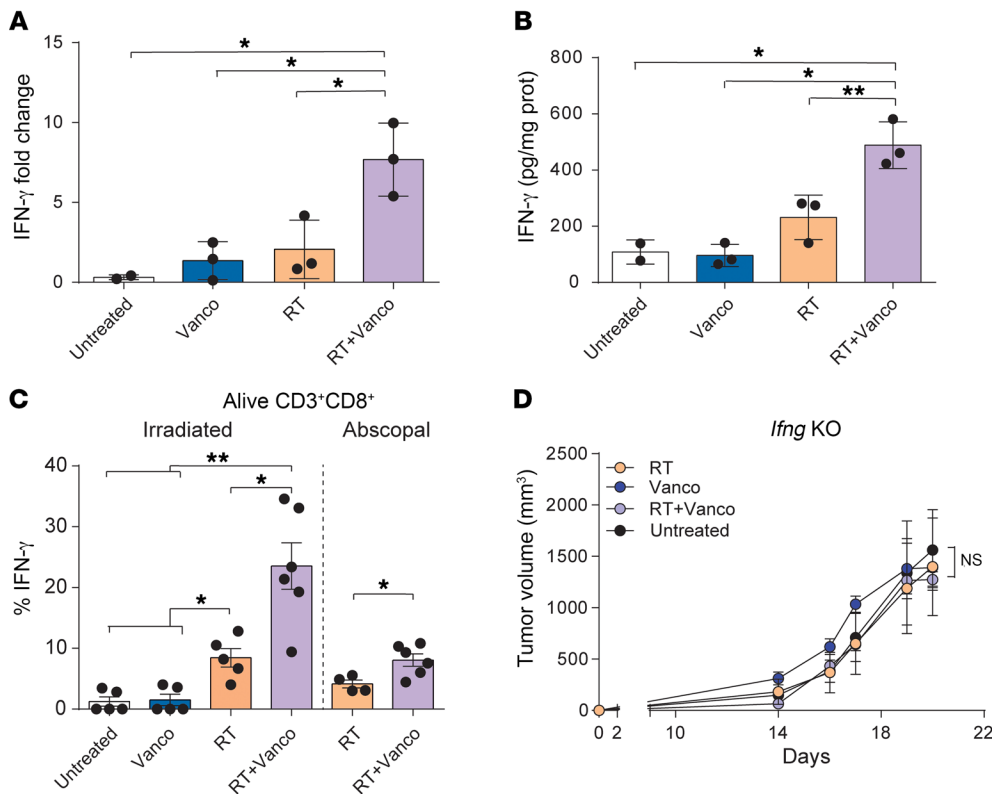 A
IFN-γ fold change
15
10
5
0
*
*
*
Untreated
Vanco
RT
RT+Vanco
B
IFN-γ (pg/mg prot)
800
600
400
200
0
*
*
**
Untreated
Vanco
RT
RT+Vanco
C
Alive CD3⁺CD8⁺
Irradiated
Abscopal
% IFN-γ
40
30
20
10
0
**
*
*
*
Untreated
Vanco
RT
RT+Vanco
RT
RT+Vanco
D
Ifng KO
Tumor volume (mm³)
2500
2000
1500
1000
500
0
RT
Vanco
RT+Vanco
Untreated
NS
0 2 10 14 18 22
Days